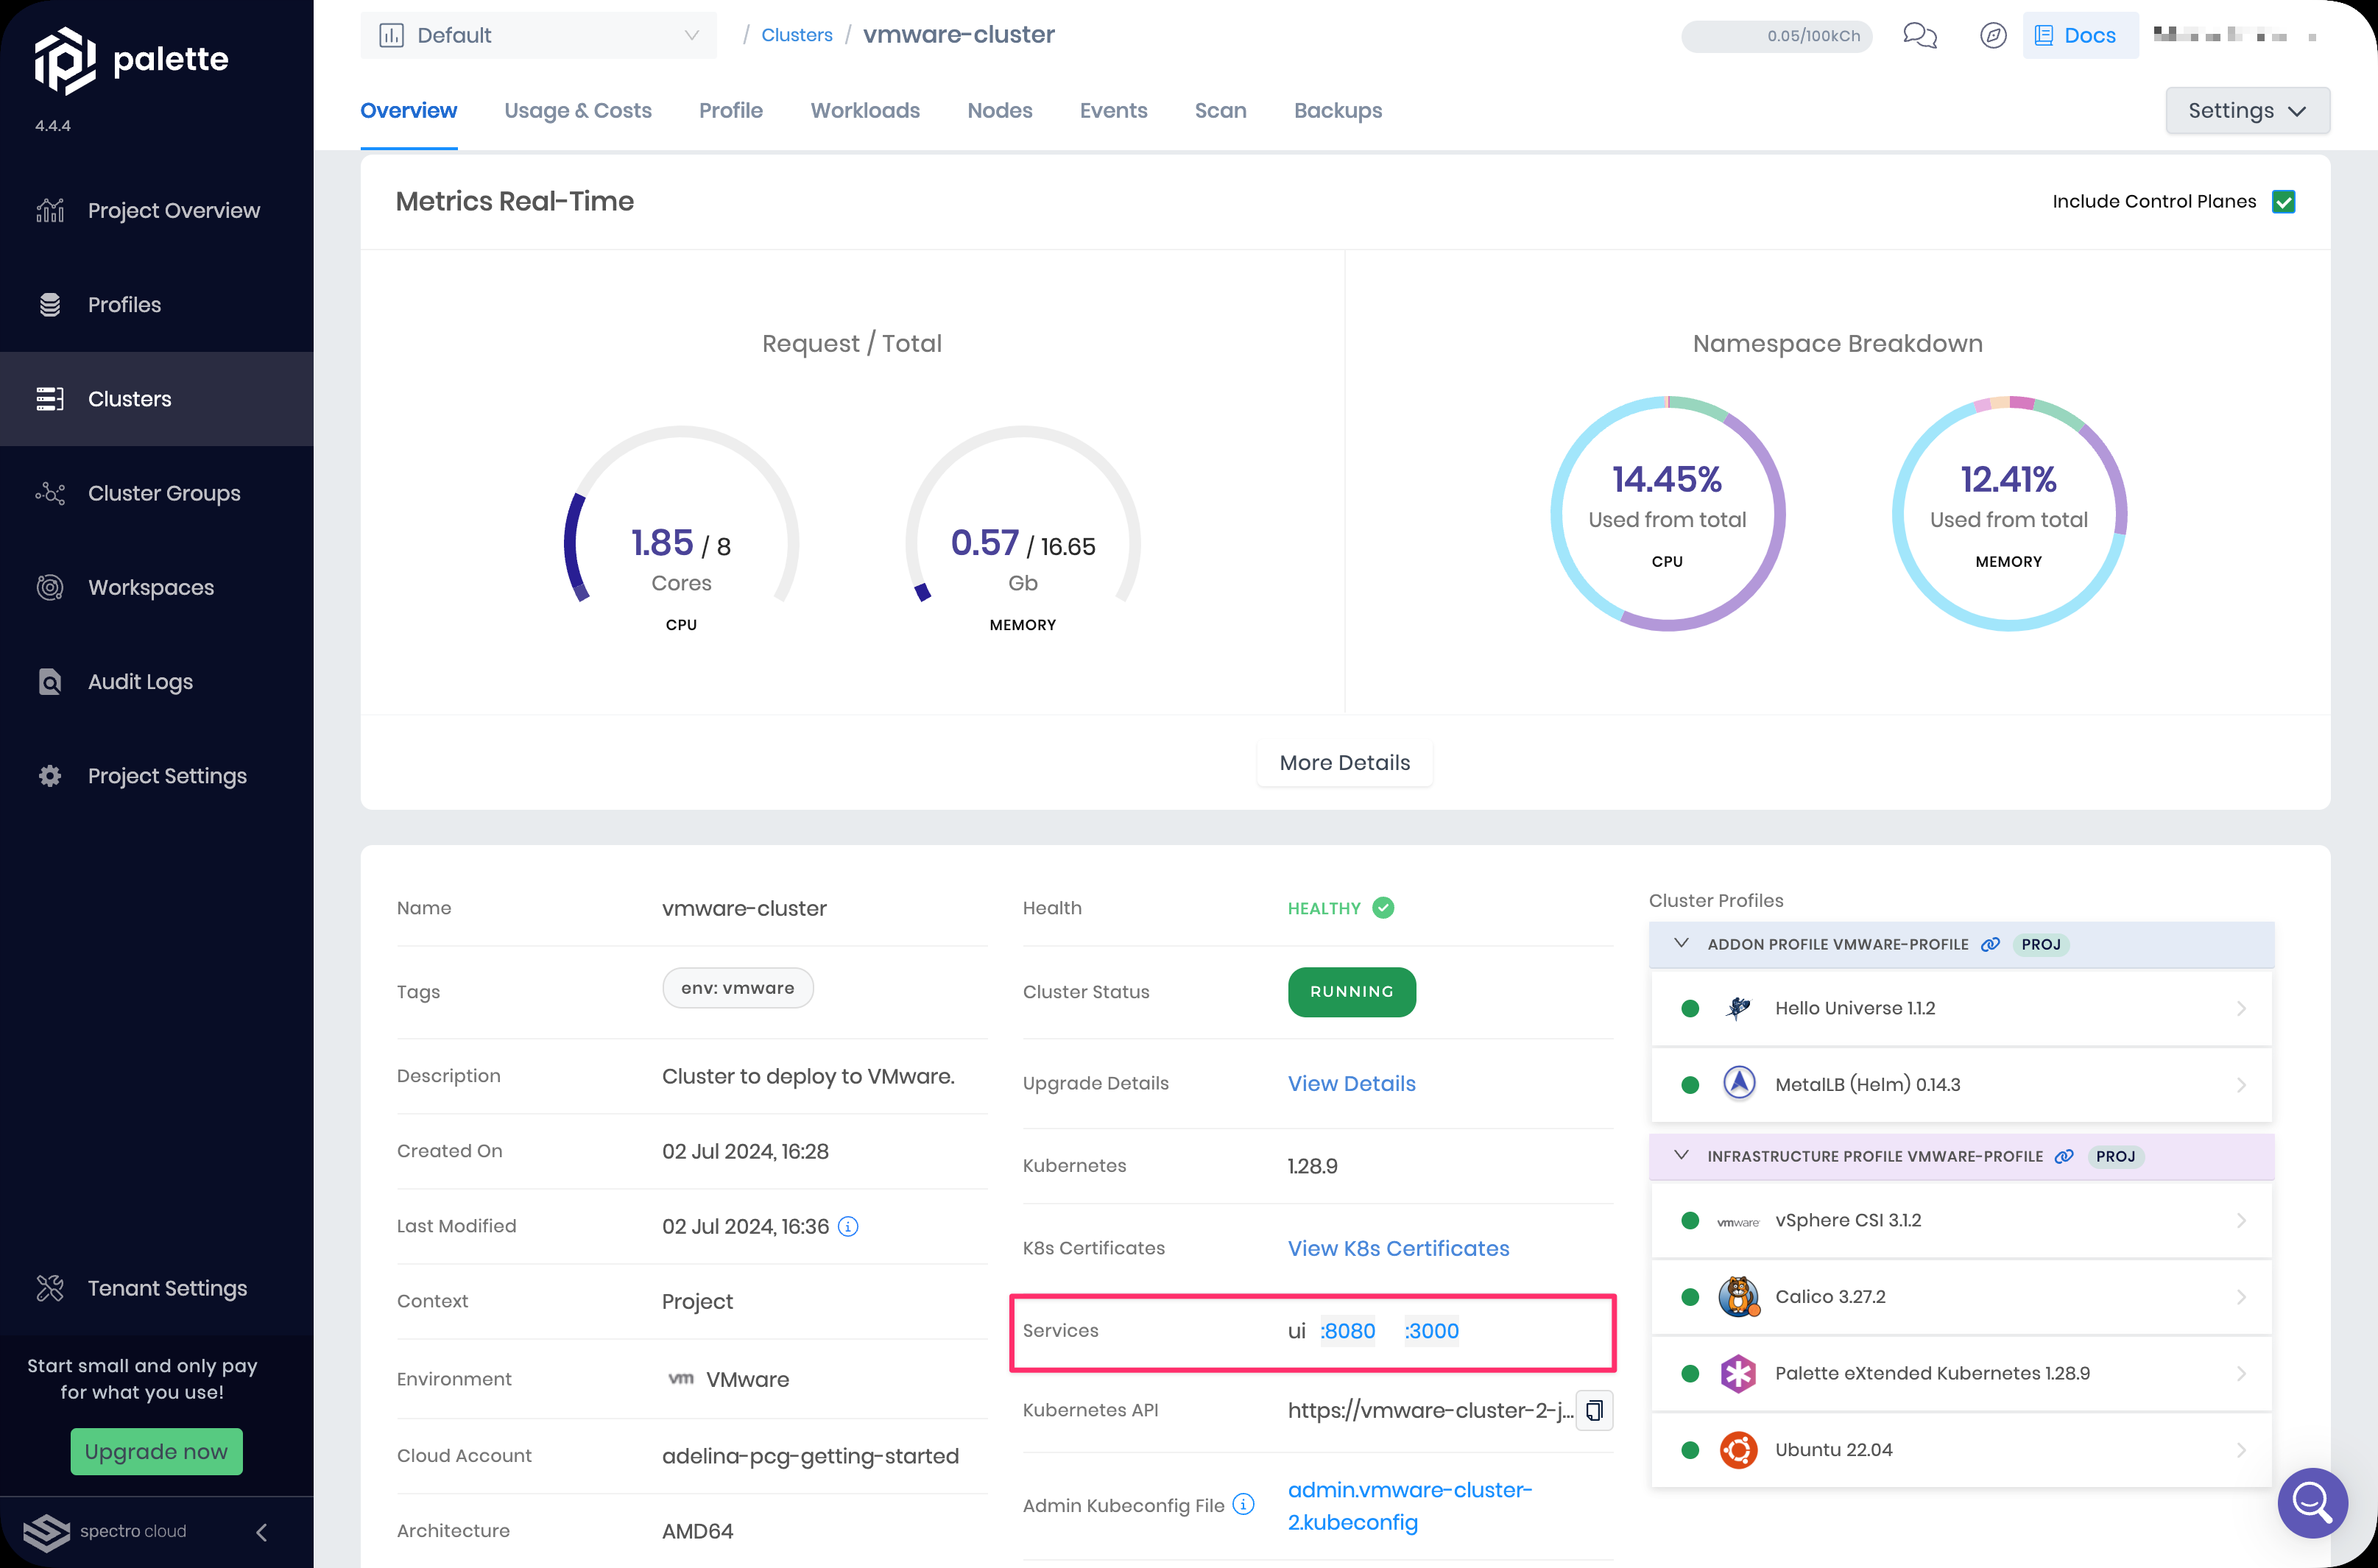 palette
4.4.4
Project Overview
Profiles
Clusters
Cluster Groups
Workspaces
Audit Logs
Project Settings
Tenant Settings
Start small and only pay
for what you use!
Upgrade now
spectro cloud
Default
/ Clusters / vmware-cluster
0.05/100kCh
Docs
Overview
Usage & Costs
Profile
Workloads
Nodes
Events
Scan
Backups
Settings
Metrics Real-Time
Include Control Planes
Request / Total
1.85 / 8
Cores
CPU
0.57 / 16.65
Gb
MEMORY
Namespace Breakdown
14.45%
Used from total
CPU
12.41%
Used from total
MEMORY
More Details
Name vmware-cluster
Tags env: vmware
Description Cluster to deploy to VMware.
Created On 02 Jul 2024, 16:28
Last Modified 02 Jul 2024, 16:36
Context Project
Environment vm VMware
Cloud Account adelina-pcg-getting-started
Architecture AMD64
Health HEALTHY
Cluster Status RUNNING
Upgrade Details View Details
Kubernetes 1.28.9
K8s Certificates View K8s Certificates
Services ui :8080 :3000
Kubernetes API https://vmware-cluster-2-j...
Admin Kubeconfig File admin.vmware-cluster-
2.kubeconfig
Cluster Profiles
ADDON PROFILE VMWARE-PROFILE PROJ
Hello Universe 1.1.2
MetalLB (Helm) 0.14.3
INFRASTRUCTURE PROFILE VMWARE-PROFILE PROJ
vmware vSphere CSI 3.1.2
Calico 3.27.2
Palette eXtended Kubernetes 1.28.9
Ubuntu 22.04